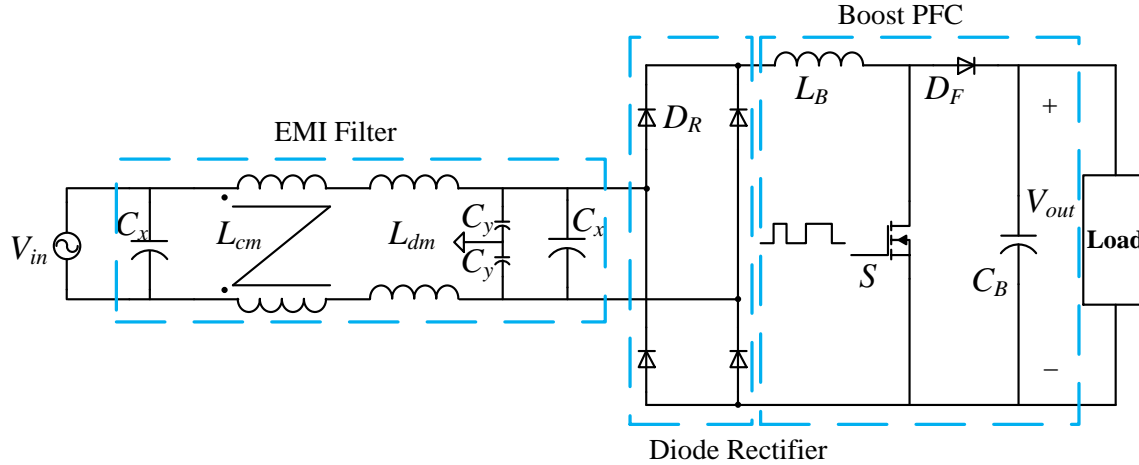 Boost PFC
L_B
D_F
+
D_R
EMI Filter
C_x
L_cm
L_dm
C_y
C_x
V_in
C_y
V_out
Load
S
C_B
−
Diode Rectifier